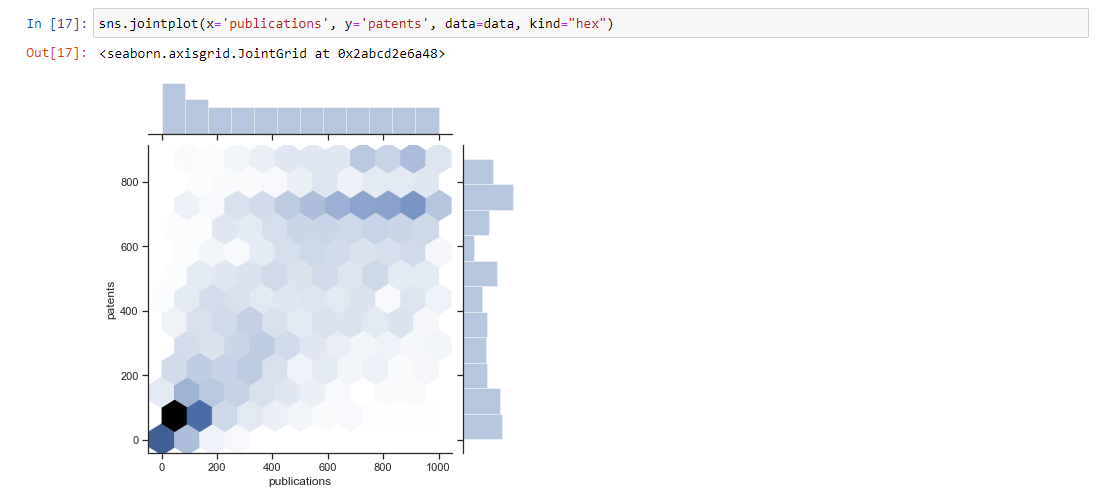 In [17]: sns.jointplot(x='publications', y='patents', data=data, kind="hex")
Out[17]: <seaborn.axisgrid.JointGrid at 0x2abcd2e6a48>
800
600
patents
400
200
0
0 200 400 600 800 1000
publications